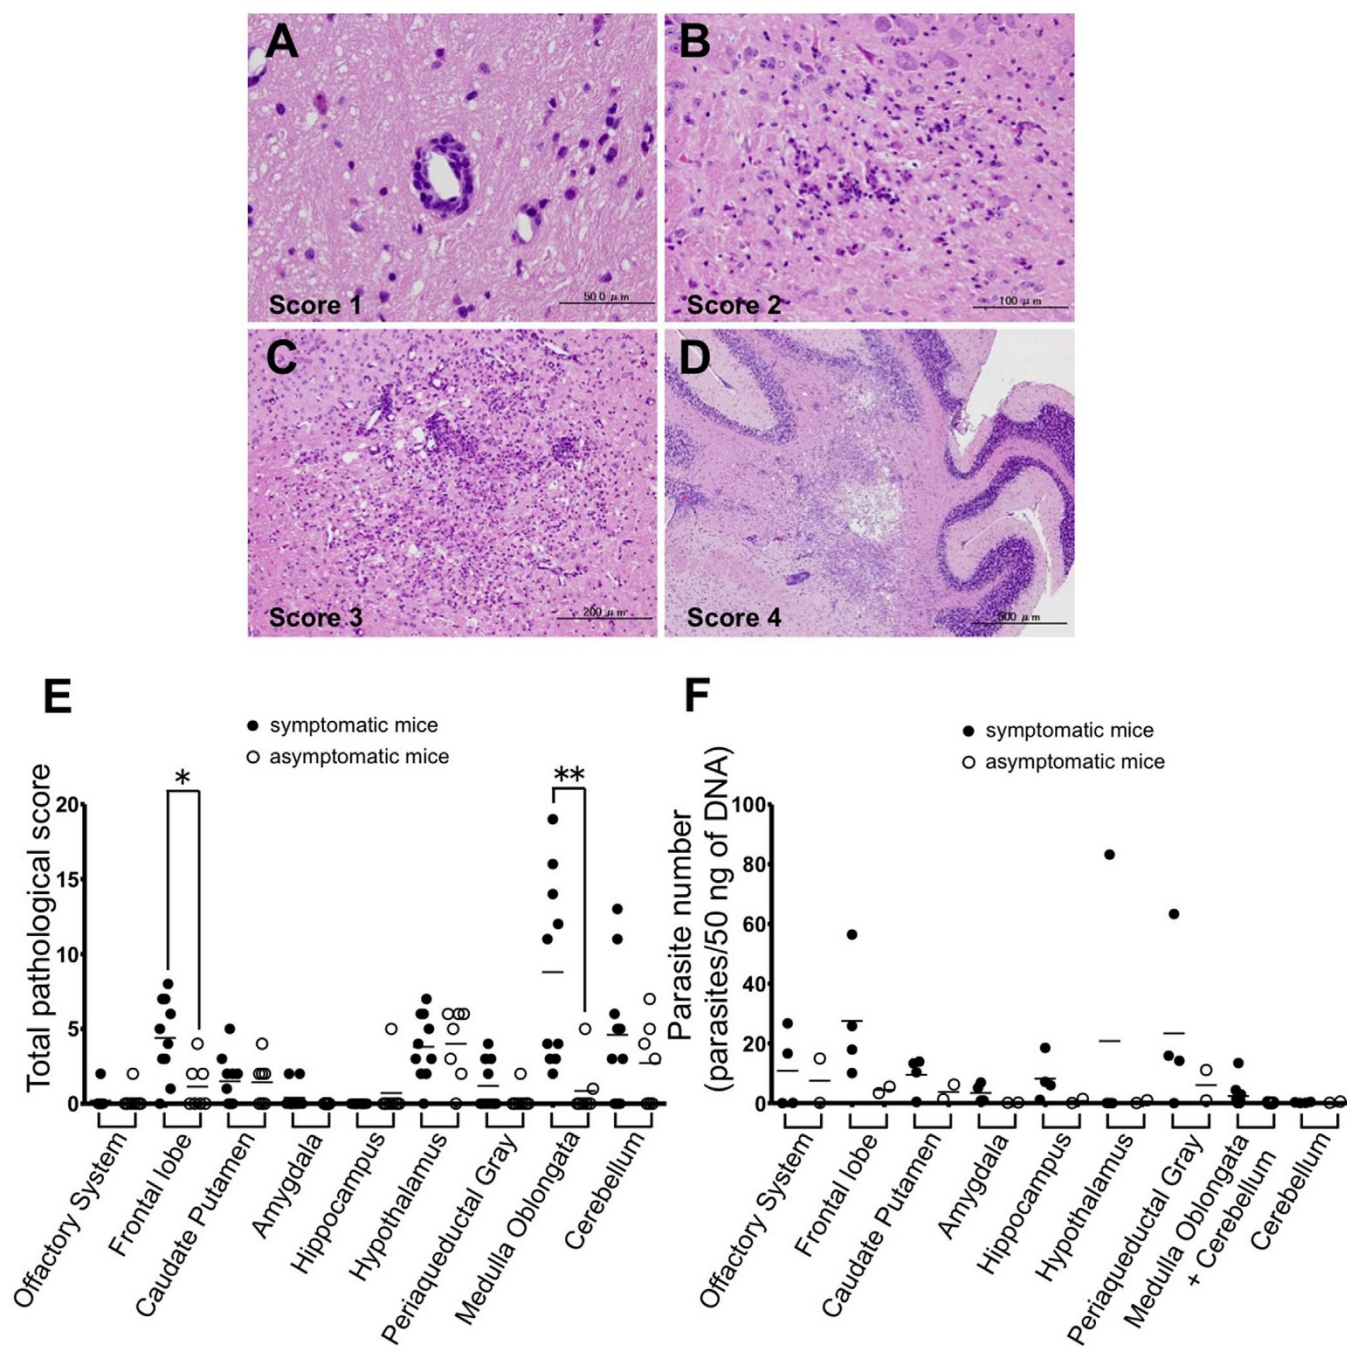 A
B
50.0 μm
Score 1
100 μm
Score 2
C
D
200 μm
Score 3
500 μm
Score 4
E
symptomatic mice
asymptomatic mice
Total pathological score
20
15
10
5
0
*
**
Offactory System
Frontal lobe
Caudate Putamen
Amygdala
Hippocampus
Hypothalamus
Periaqueductal Gray
Medulla Oblongata
Cerebellum
F
symptomatic mice
asymptomatic mice
Parasite number
(parasites/50 ng of DNA)
100
80
60
40
20
0
Offactory System
Frontal lobe
Caudate Putamen
Amygdala
Hippocampus
Hypothalamus
Periaqueductal Gray
Medulla Oblongata
+ Cerebellum
Cerebellum